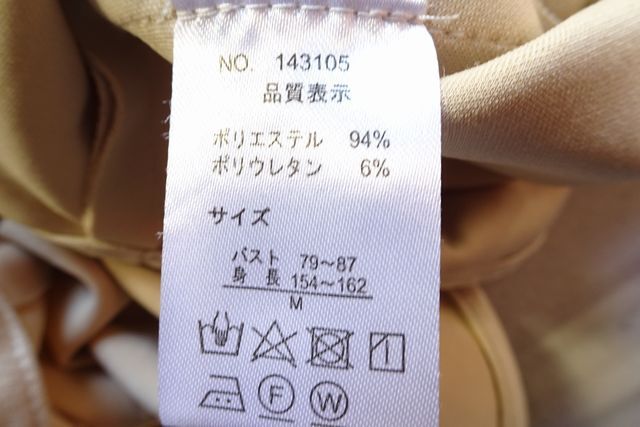 NO. 143105
品質表示
ポリエステル 94%
ポリウレタン 6%
サイズ
バスト 79〜87
身長 154〜162
M
F W